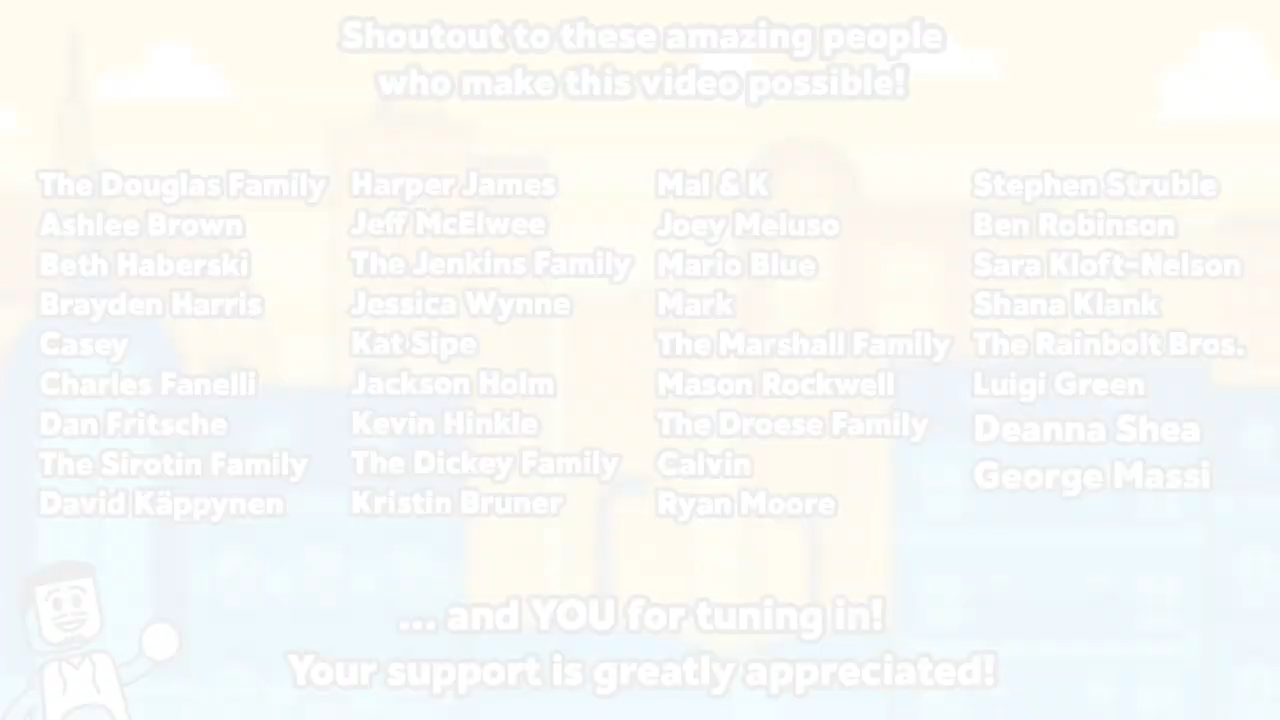 Shoutout to these amazing people
who make this video possible!
The Douglas Family
Ashlee Brown
Beth Haberski
Brayden Harris
Casey
Charles Fanelli
Dan Fritsche
The Sirotin Family
David Käppynen
Harper James
Jeff McElwee
The Jenkins Family
Jessica Wynne
Kat Sipe
Jackson Holm
Kevin Hinkle
The Dickey Family
Kristin Bruner
Mal & K
Joey Meluso
Mario Blue
Mark
The Marshall Family
Mason Rockwell
The Droese Family
Calvin
Ryan Moore
Stephen Struble
Ben Robinson
Sara Kloft-Nelson
Shana Klank
The Rainbolt Bros.
Luigi Green
Deanna Shea
George Massi
... and YOU for tuning in!
Your support is greatly appreciated!